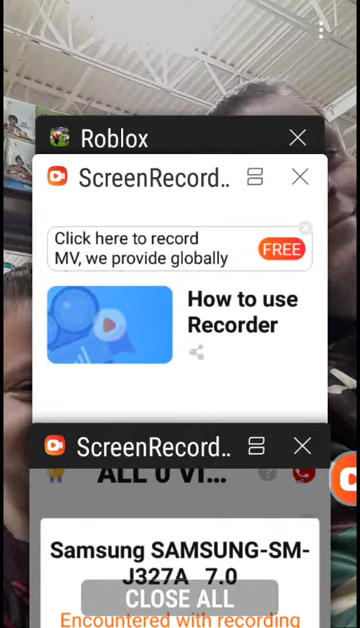 Roblox
ScreenRecord..
Click here to record
MV, we provide globally
FREE
How to use
Recorder
ScreenRecord..
ALL 0 VI...
Samsung SAMSUNG-SM-
J327A 7.0
CLOSE ALL
Encountered with recording